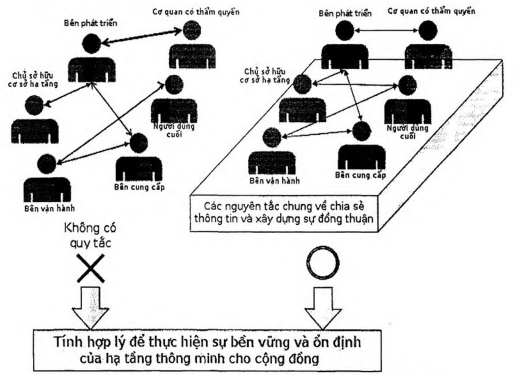 Bên phát triển
Cơ quan có thẩm quyền
Chủ sở hữu
cơ sở hạ tầng
Người dùng
cuối
Bên cung cấp
Bên vận hành
Không có
quy tắc
Bên phát triển
Cơ quan có thẩm quyền
Chủ sở hữu
cơ sở hạ tầng
Người dùng
cuối
Bên vận hành
Bên cung cấp
Các nguyên tắc chung về chia sẻ
thông tin và xây dựng sự đồng thuận
Tính hợp lý để thực hiện sự bền vững và ổn định
của hạ tầng thông minh cho cộng đồng